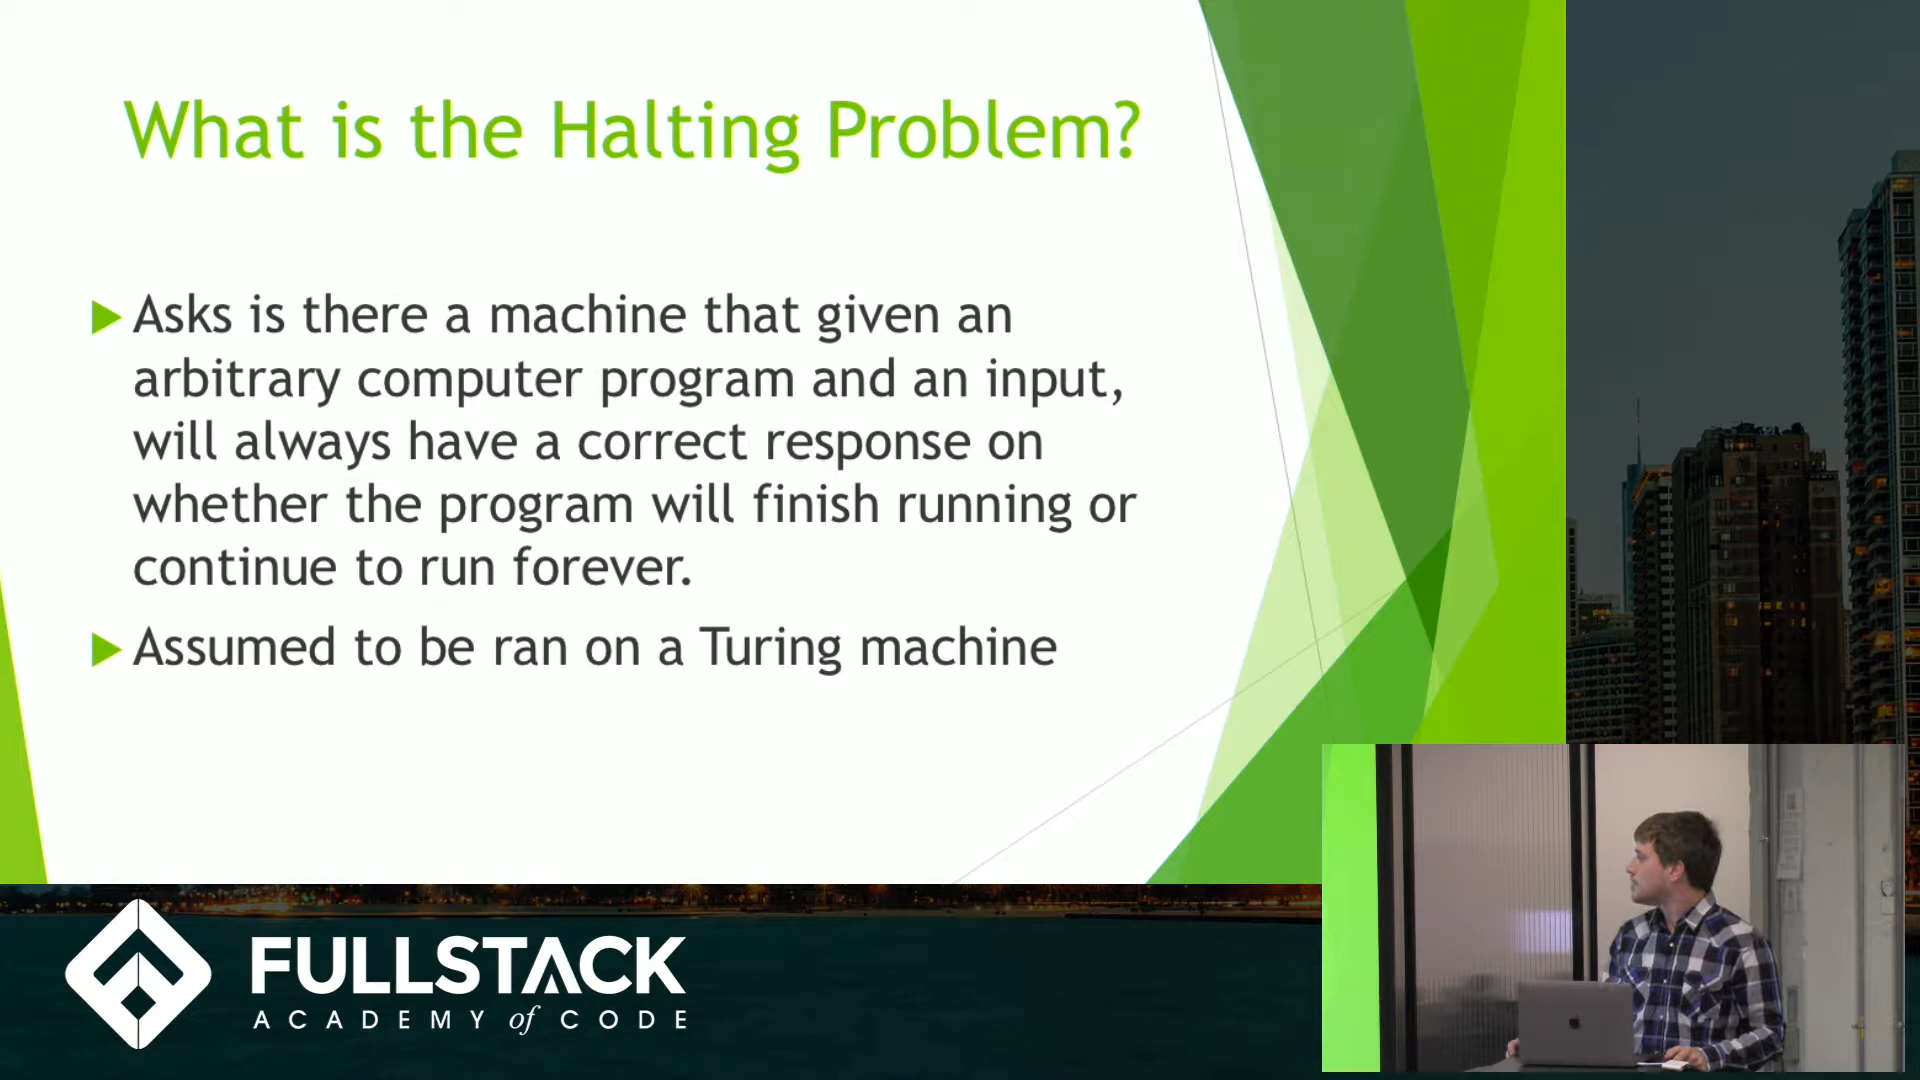 What is the Halting Problem?
Asks is there a machine that given an
arbitrary computer program and an input,
will always have a correct response on
whether the program will finish running or
continue to run forever.
Assumed to be ran on a Turing machine
FULLSTACK
ACADEMY of CODE